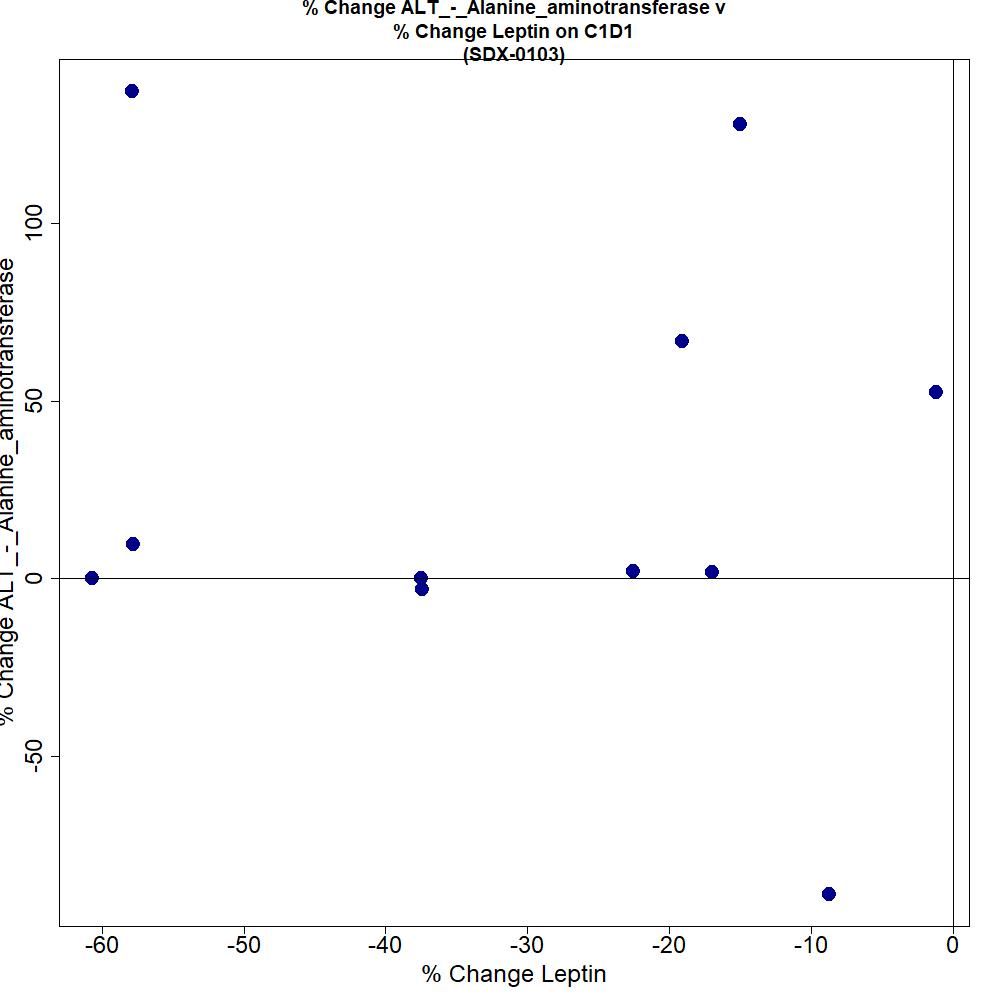 % Change ALT_-_Alanine_aminotransferase v
% Change Leptin on C1D1
(SDX-0103)
% Change ALT_-_Alanine_aminotransferase
100
50
0
-50
-60 -50 -40 -30 -20 -10 0
% Change Leptin